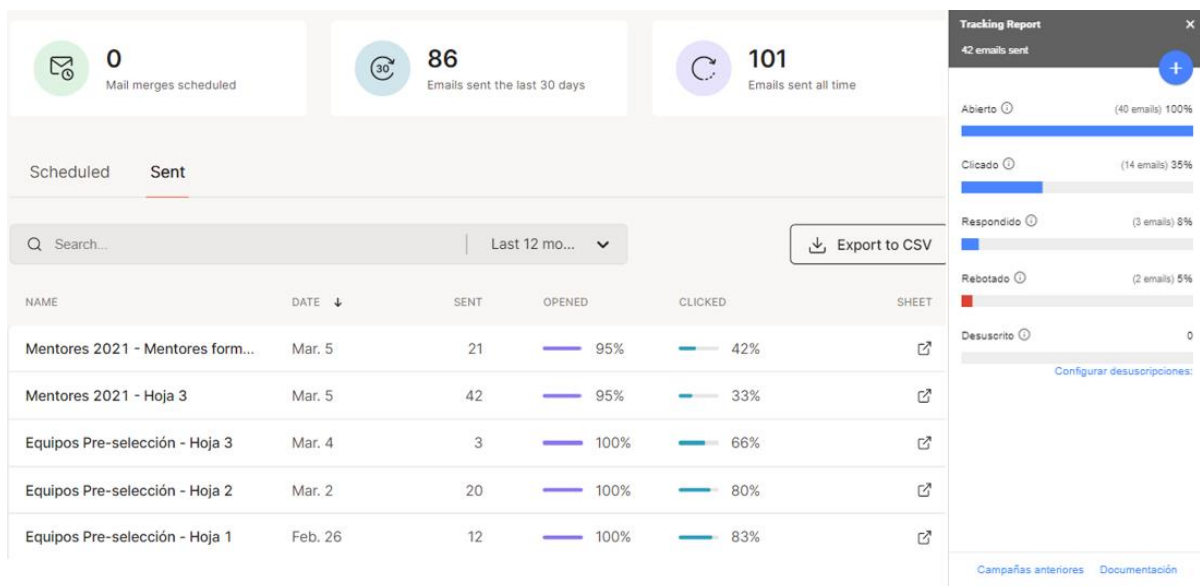 0
Mail merges scheduled
30
86
Emails sent the last 30 days
101
Emails sent all time
Scheduled Sent
Search... Last 12 mo... Export to CSV
NAME DATE SENT OPENED CLICKED SHEET
Mentores 2021 - Mentores form... Mar. 5 21 95% 42%
Mentores 2021 - Hoja 3 Mar. 5 42 95% 33%
Equipos Pre-selección - Hoja 3 Mar. 4 3 100% 66%
Equipos Pre-selección - Hoja 2 Mar. 2 20 100% 80%
Equipos Pre-selección - Hoja 1 Feb. 26 12 100% 83%
Tracking Report
42 emails sent
Abierto (40 emails) 100%
Clicado (14 emails) 35%
Respondido (3 emails) 8%
Rebotado (2 emails) 5%
Desuscrito 0
Configurar desuscripciones:
Campañas anteriores Documentación